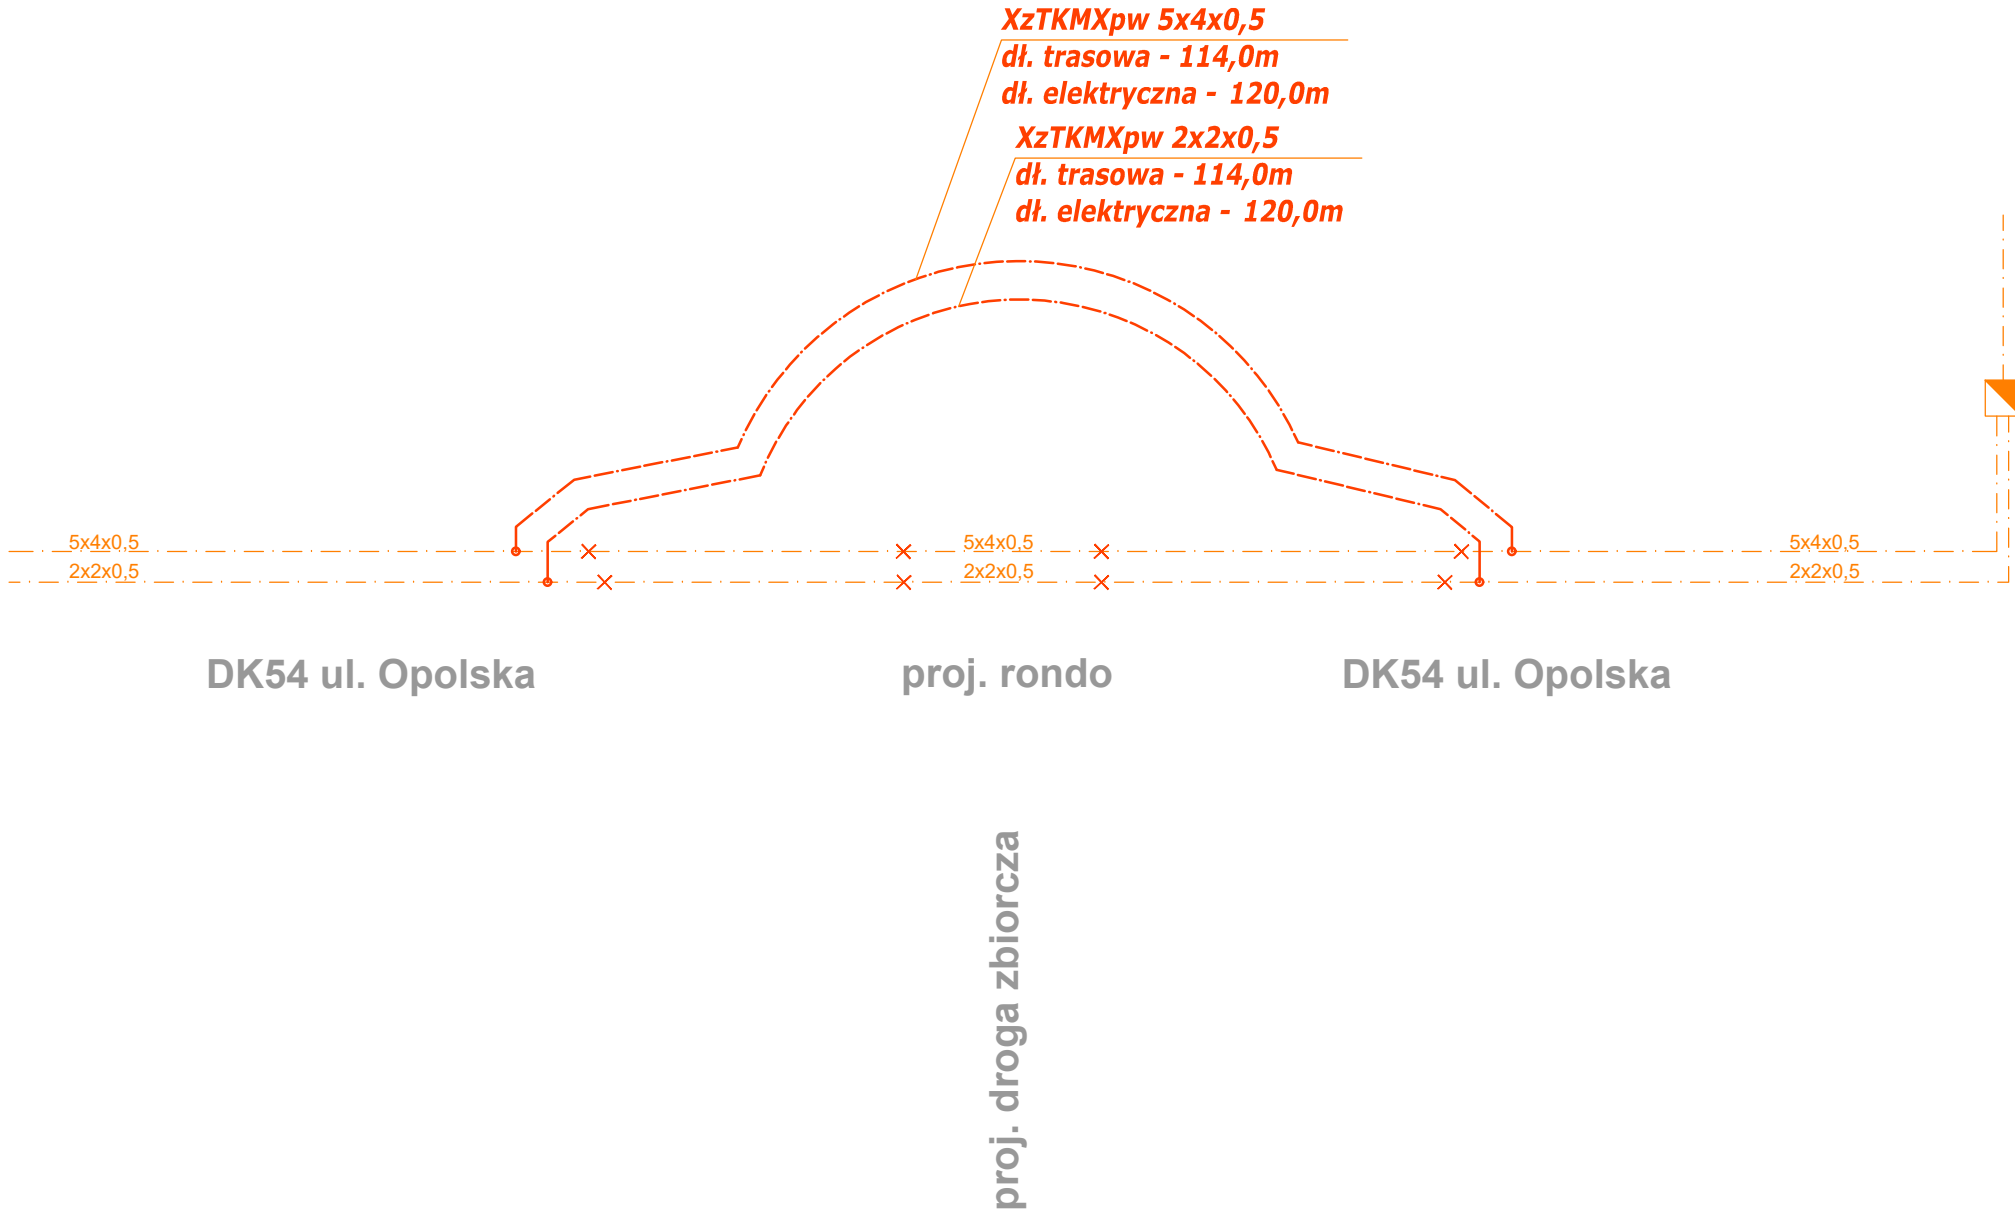 XzTKMXpw 5x4x0,5
dł. trasowa - 114,0m
dł. elektryczna - 120,0m
XzTKMXpw 2x2x0,5
dł. trasowa - 114,0m
dł. elektryczna - 120,0m
5x4x0,5
5x4x0,5
5x4x0,5
2x2x0,5
2x2x0,5
2x2x0,5
DK54 ul. Opolska
proj. rondo
DK54 ul. Opolska
proj. droga zbiorcza